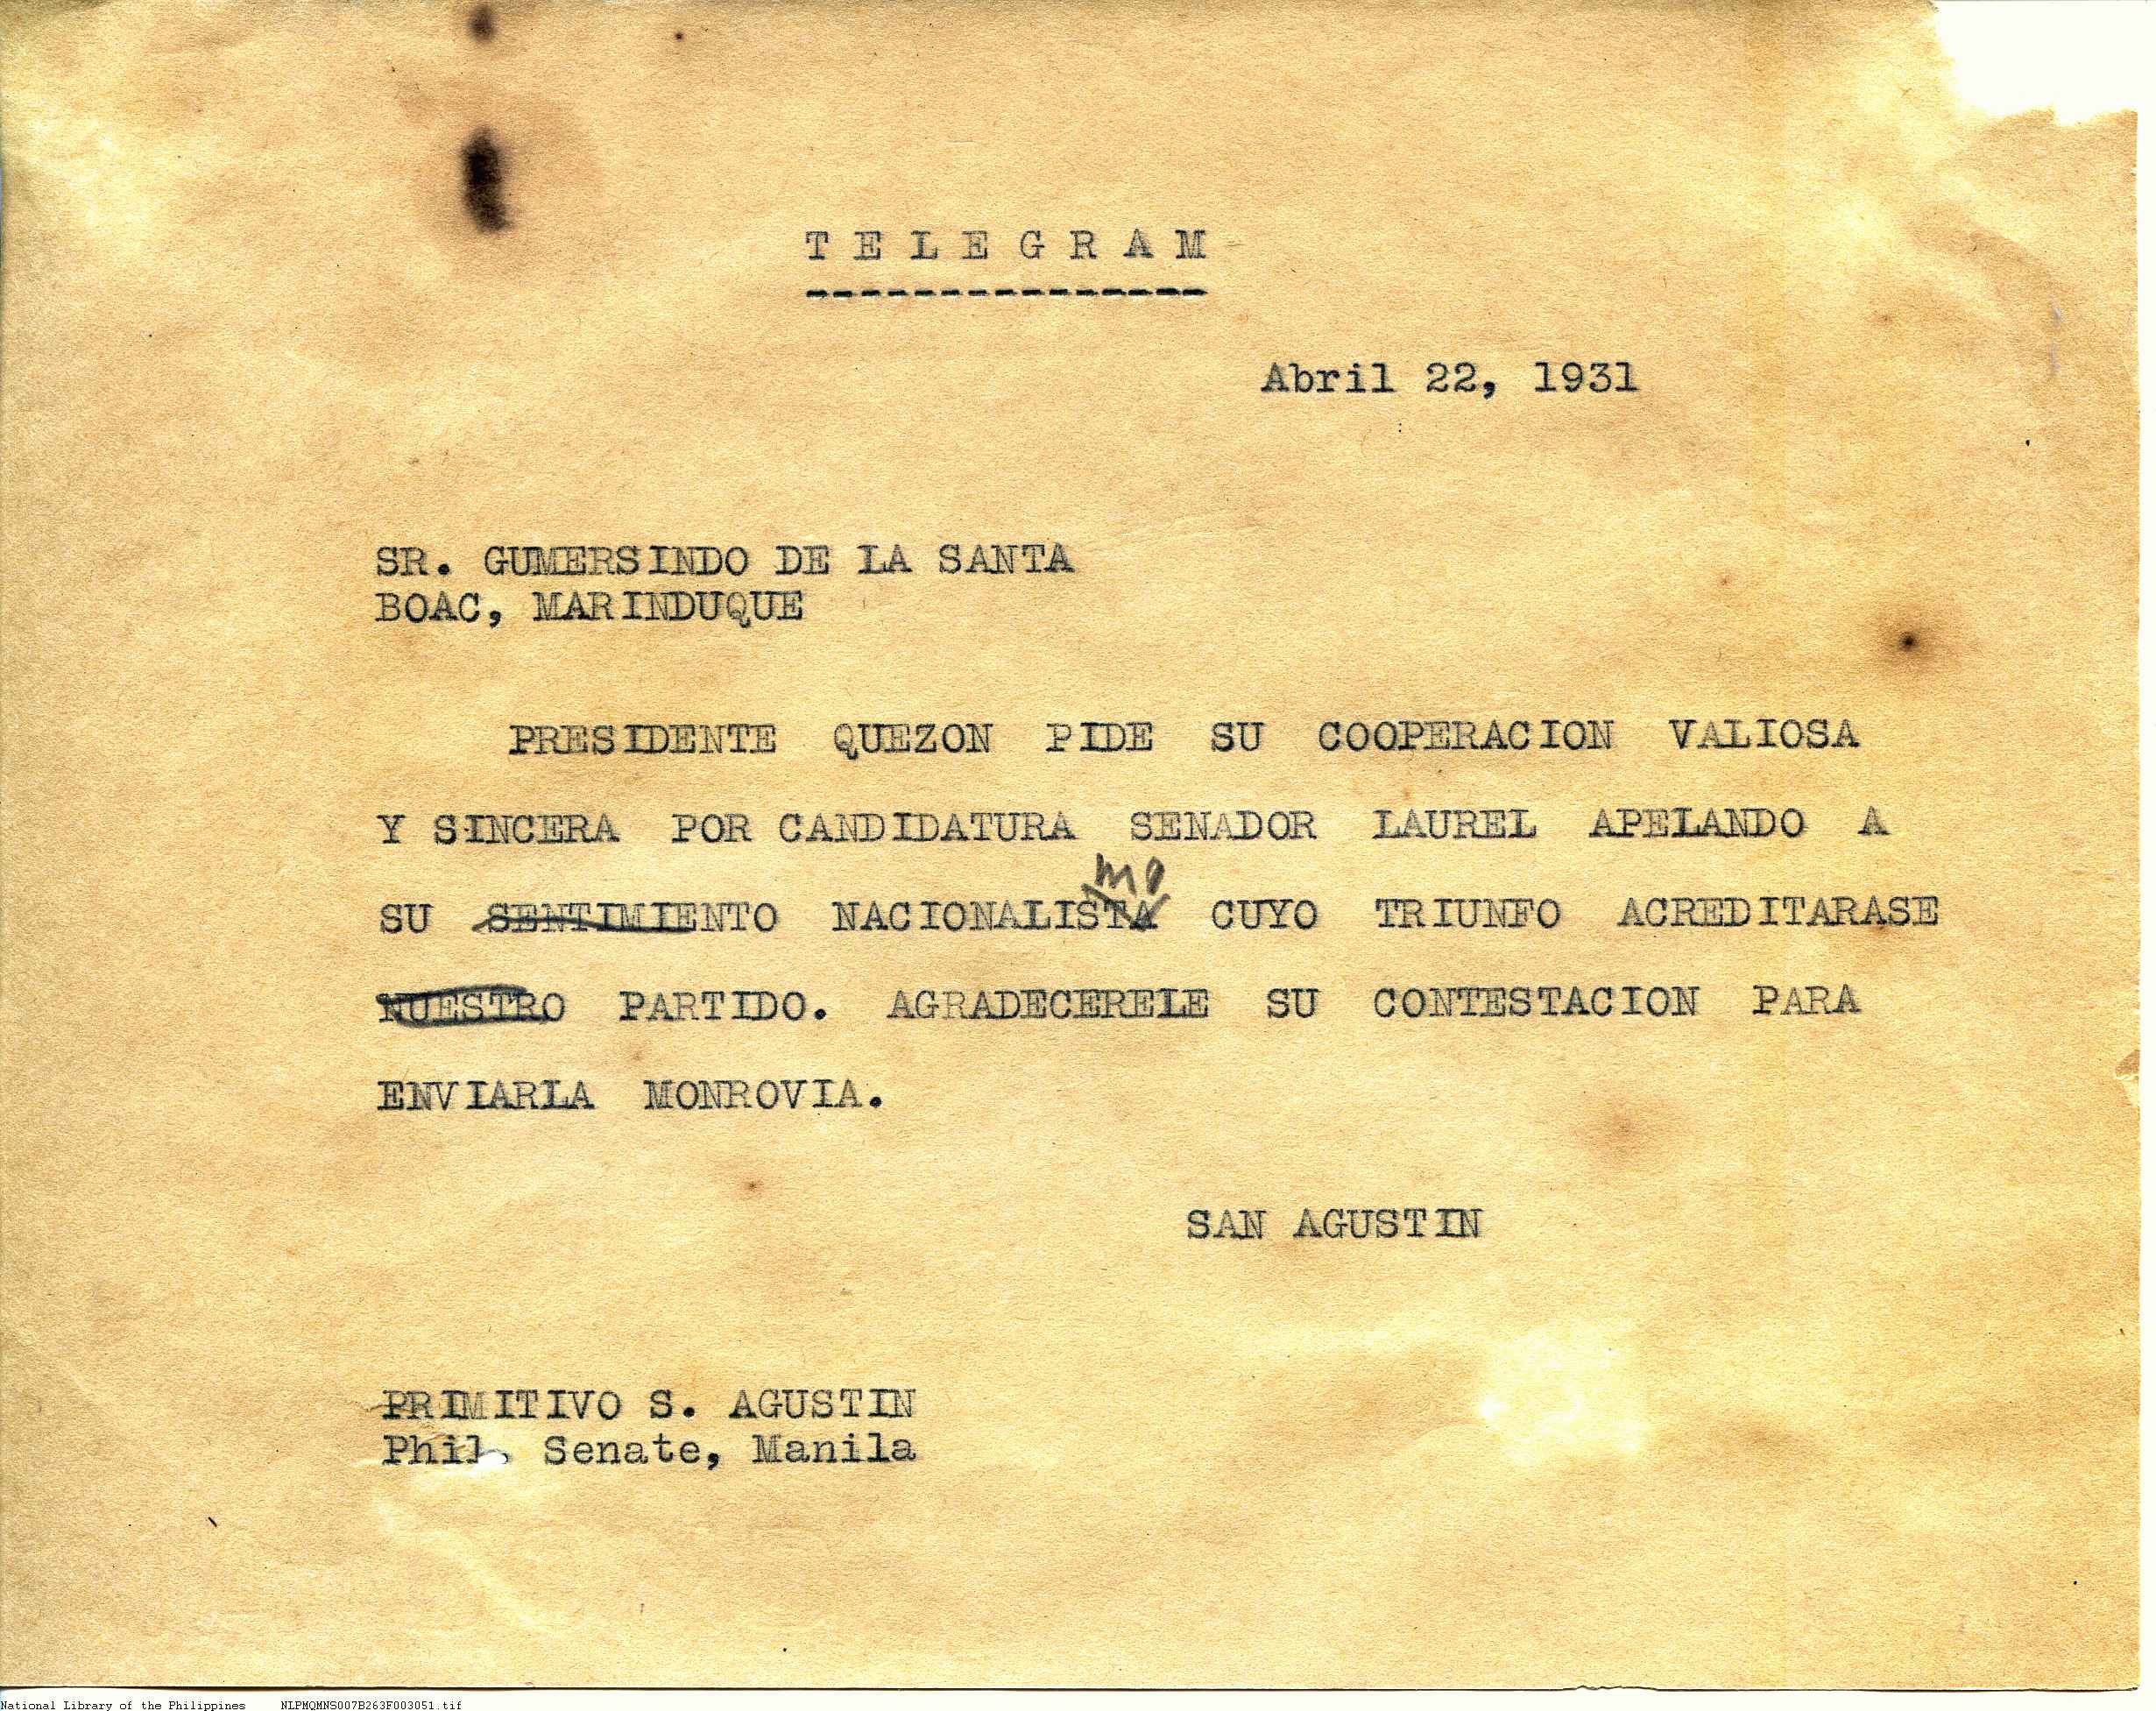 TELEGRAM
Abril 22, 1931
SR. GUMERSINDO DE LA SANTA
BOAC, MARINDUQUE
PRESIDENTE QUEZON PIDE SU COOPERACION VALIOSA
Y SINCERA POR CANDIDATURA SENADOR LAUREL APELANDO A
mo
SU SENTIMIENTO NACIONALISTA CUYO TRIUNFO ACREDITARASE
NUESTRO PARTIDO. AGRADECERELE SU CONTESTACION PARA
ENVIARLA MONROVIA.
SAN AGUSTIN
PRIMITIVO S. AGUSTIN
Phil. Senate, Manila
National Library of the Philippines NLPMQMNS007B263F003051.tif